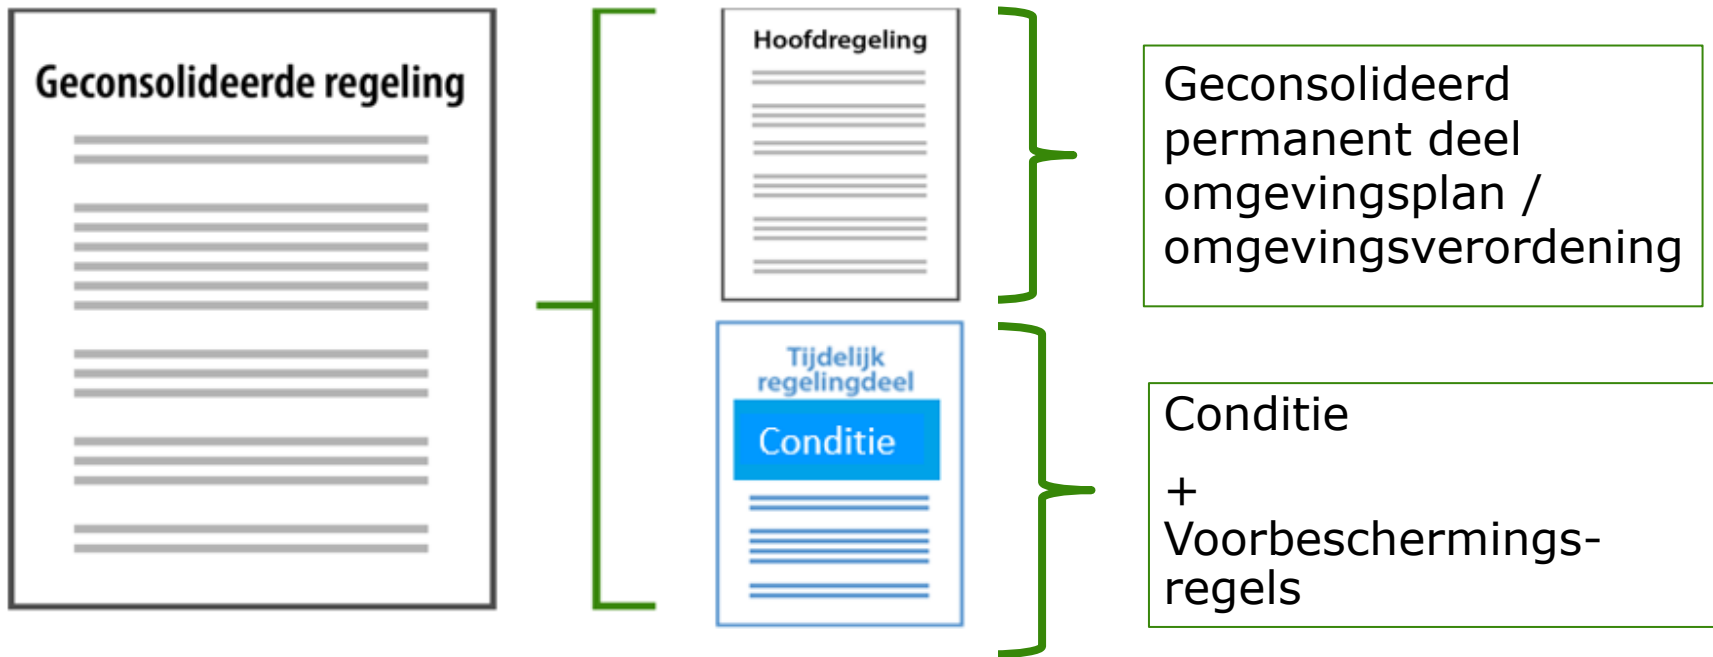 Geconsolideerde regeling
Hoofdregeling
Geconsolideerd
permanent deel
omgevingsplan /
omgevingsverordening
Tijdelijk
regelingdeel
Conditie
Conditie
+
Voorbeschermings-
regels